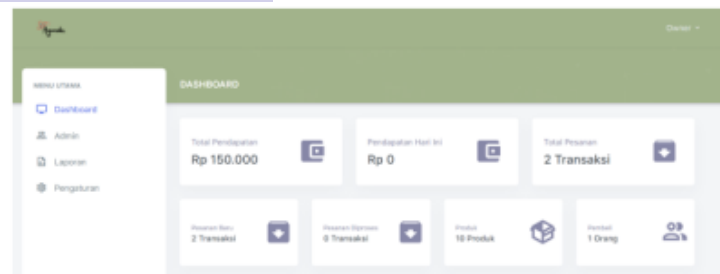 Owner
MENU UTAMA
Dashboard
Admin
Laporan
Pengaturan
DASHBOARD
Total Pendapatan
Rp 150.000
Pendapatan Hari Ini
Rp 0
Total Pesanan
2 Transaksi
Pesanan Baru
2 Transaksi
Pesanan Diproses
0 Transaksi
Produk
10 Produk
Pembeli
1 Orang